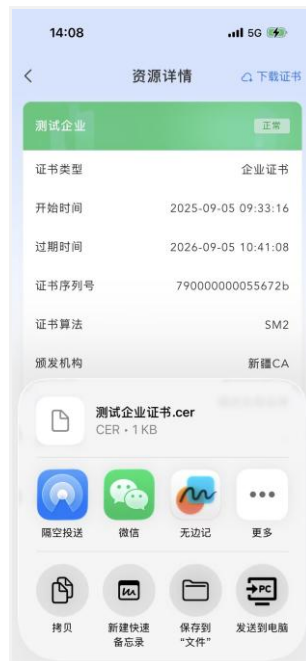 14:08
5G
资源详情
下载证书
测试企业
正常
证书类型
企业证书
开始时间
2025-09-05 09:33:16
过期时间
2026-09-05 10:41:08
证书序列号
790000000055672b
证书算法
SM2
颁发机构
新疆CA
测试企业证书.cer
CER · 1 KB
隔空投送
微信
无边记
更多
拷贝
新建快速
备忘录
保存到
“文件”
PC
发送到电脑